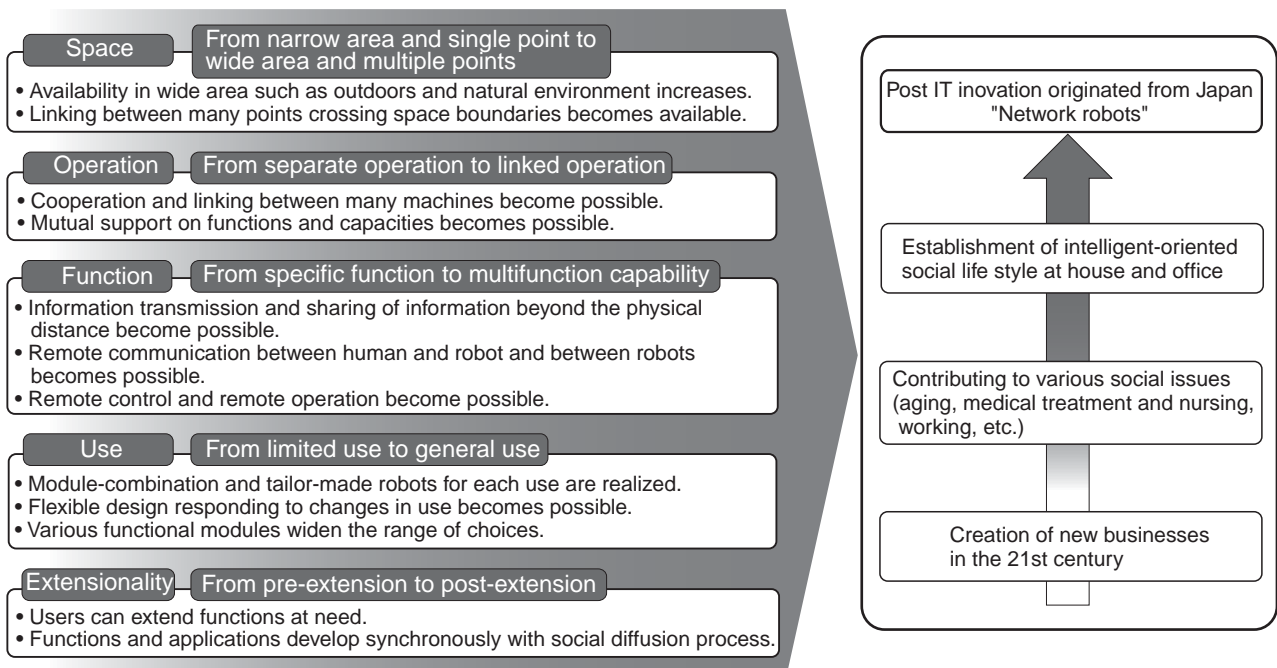 Space
From narrow area and single point to
wide area and multiple points
• Availability in wide area such as outdoors and natural environment increases.
• Linking between many points crossing space boundaries becomes available.
Operation
From separate operation to linked operation
• Cooperation and linking between many machines become possible.
• Mutual support on functions and capacities becomes possible.
Function
From specific function to multifunction capability
• Information transmission and sharing of information beyond the physical
distance become possible.
• Remote communication between human and robot and between robots
becomes possible.
• Remote control and remote operation become possible.
Use
From limited use to general use
• Module-combination and tailor-made robots for each use are realized.
• Flexible design responding to changes in use becomes possible.
• Various functional modules widen the range of choices.
Extensionality
From pre-extension to post-extension
• Users can extend functions at need.
• Functions and applications develop synchronously with social diffusion process.
Post IT inovation originated from Japan
"Network robots"
Establishment of intelligent-oriented
social life style at house and office
Contributing to various social issues
(aging, medical treatment and nursing,
working, etc.)
Creation of new businesses
in the 21st century